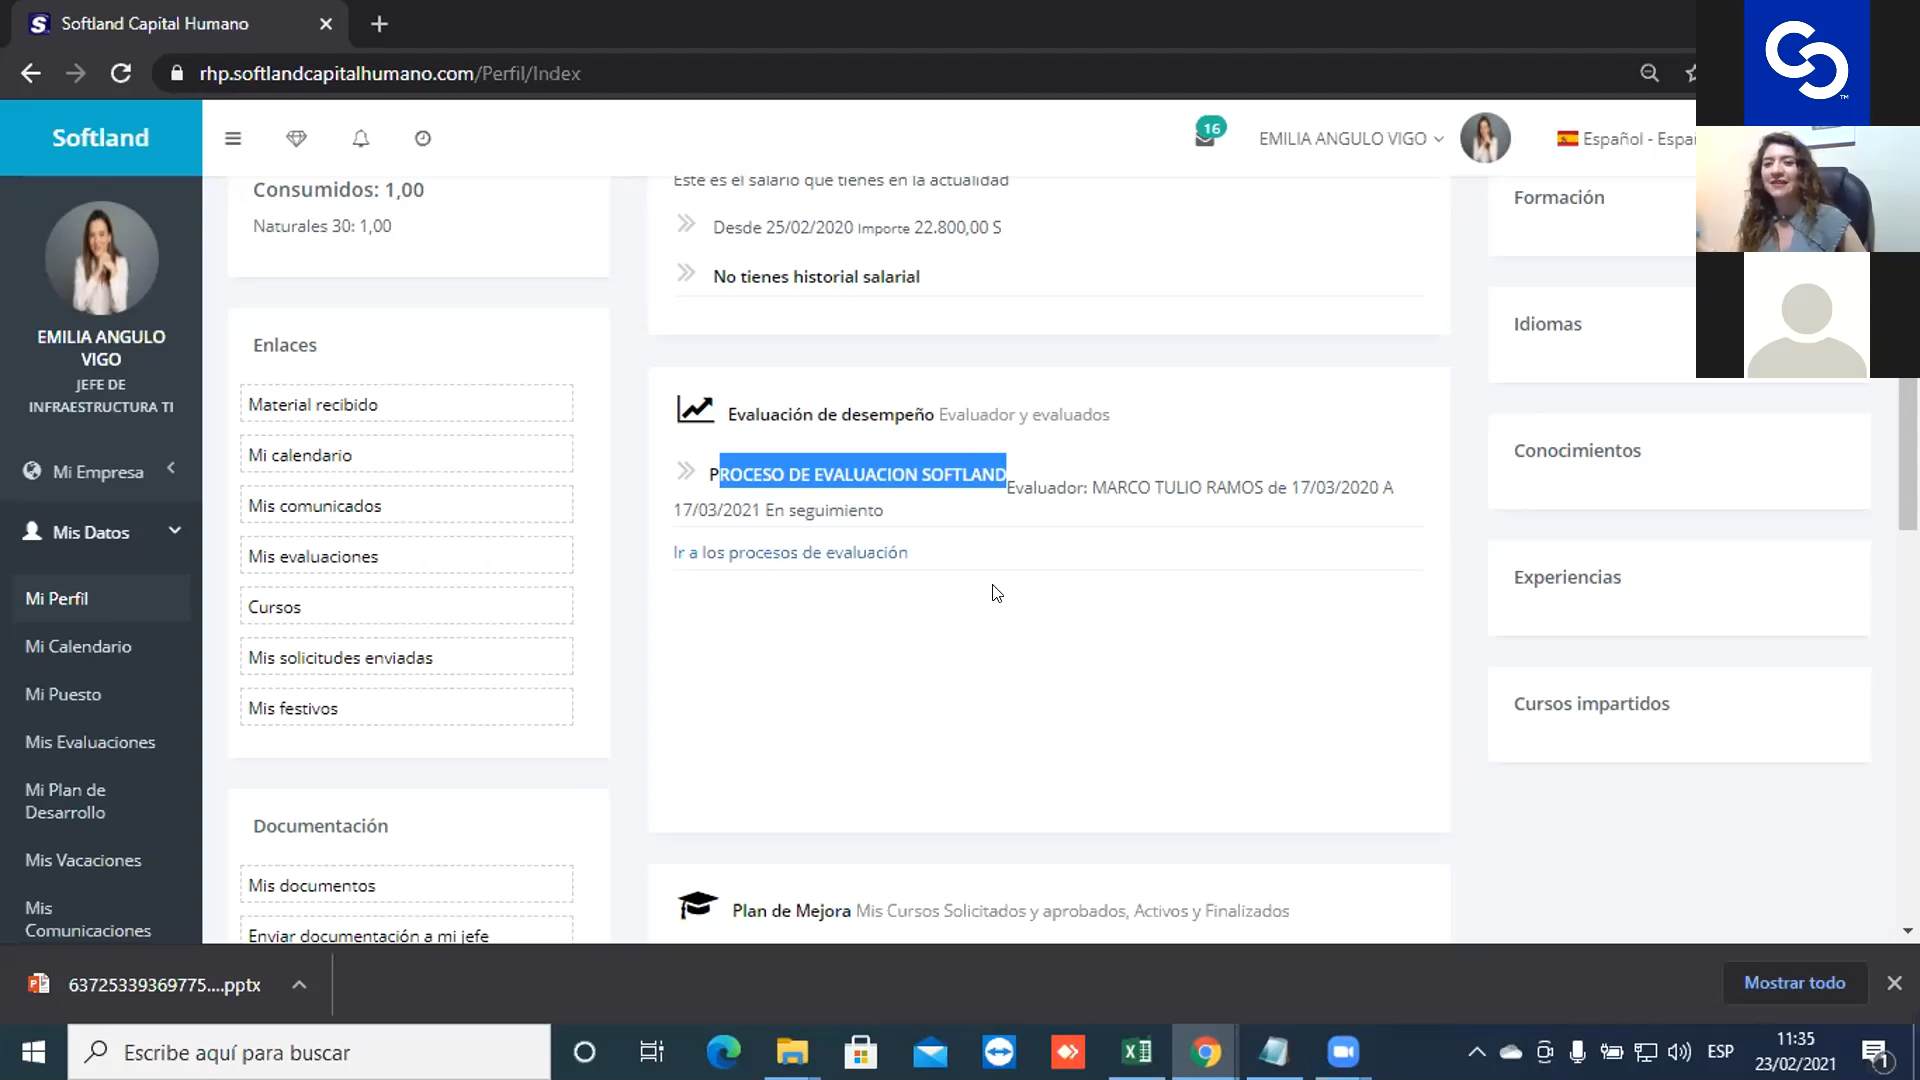 Softland Capital Humano
rhp.softlandcapitalhumano.com/Perfil/Index
Softland
16
EMILIA ANGULO VIGO
Español - Espa
EMILIA ANGULO
VIGO
JEFE DE
INFRAESTRUCTURA TI
Mi Empresa
Mis Datos
Mi Perfil
Mi Calendario
Mi Puesto
Mis Evaluaciones
Mi Plan de
Desarrollo
Mis Vacaciones
Mis
Comunicaciones
Consumidos: 1,00
Naturales 30: 1,00
Enlaces
Material recibido
Mi calendario
Mis comunicados
Mis evaluaciones
Cursos
Mis solicitudes enviadas
Mis festivos
Documentación
Mis documentos
Enviar documentación a mi jefe
Este es el salario que tienes en la actualidad
Desde 25/02/2020 Importe 22.800,00 S
No tienes historial salarial
Evaluación de desempeño Evaluador y evaluados
PROCESO DE EVALUACION SOFTLAND Evaluador: MARCO TULIO RAMOS de 17/03/2020 A
17/03/2021 En seguimiento
Ir a los procesos de evaluación
Plan de Mejora Mis Cursos Solicitados y aprobados, Activos y Finalizados
Formación
Idiomas
Conocimientos
Experiencias
Cursos impartidos
63725339369775....pptx
Mostrar todo
Escribe aquí para buscar
ESP
11:35
23/02/2021
1